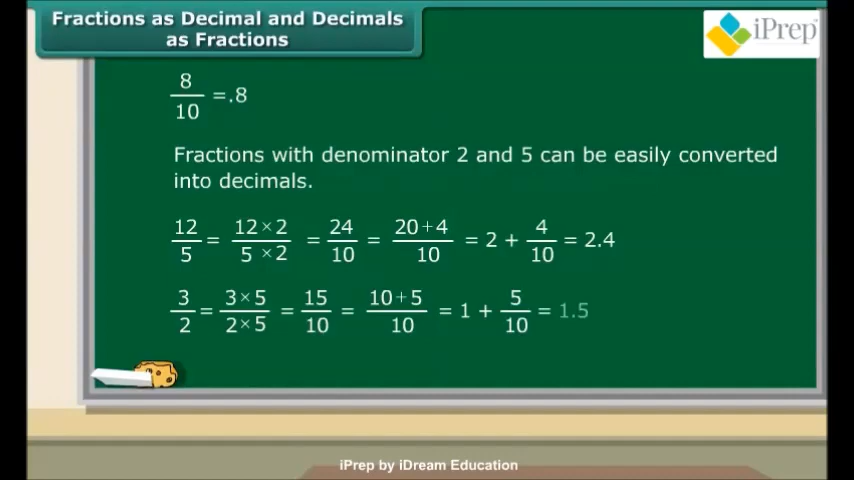 Fractions as Decimal and Decimals
as Fractions
iPrep
8/10 =.8
Fractions with denominator 2 and 5 can be easily converted
into decimals.
12/5 = 12×2/5×2 = 24/10 = 20+4/10 = 2 + 4/10 = 2.4
3/2 = 3×5/2×5 = 15/10 = 10+5/10 = 1 + 5/10 = 1.5
iPrep by iDream Education